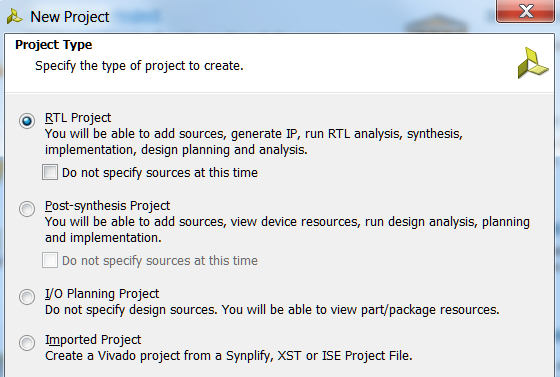 New Project
Project Type
Specify the type of project to create.
RTL Project
You will be able to add sources, generate IP, run RTL analysis, synthesis,
implementation, design planning and analysis.
Do not specify sources at this time
Post-synthesis Project
You will be able to add sources, view device resources, run design analysis, planning
and implementation.
Do not specify sources at this time
I/O Planning Project
Do not specify design sources. You will be able to view part/package resources.
Imported Project
Create a Vivado project from a Synplify, XST or ISE Project File.